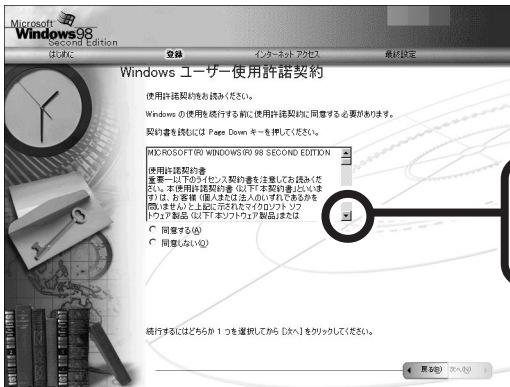 Microsoft
Windows98
Second Edition
はじめに 登録 インターネット アクセス 最終設定
Windows ユーザー使用許諾契約
使用許諾契約をお読みください。
Windows の使用を続行する前に使用許諾契約に同意する必要があります。
契約書を読むには Page Down キーを押してください。
MICROSOFT(R) WINDOWS(R) 98 SECOND EDITION
使用許諾契約書
重要－以下のライセンス契約書を注意してお読みくだ
さい。本使用許諾契約書 (以下「本契約書」といいま
す) は、お客様 (個人または法人のいずれであるかを
問いません) と上記に示されたマイクロソフト ソフ
トウェア製品 (以下「本ソフトウェア製品」または
同意する(A)
同意しない(Q)
続行するにはどちらか 1 つを選択してから [次へ] をクリックしてください。
戻る(B) 次へ(N)